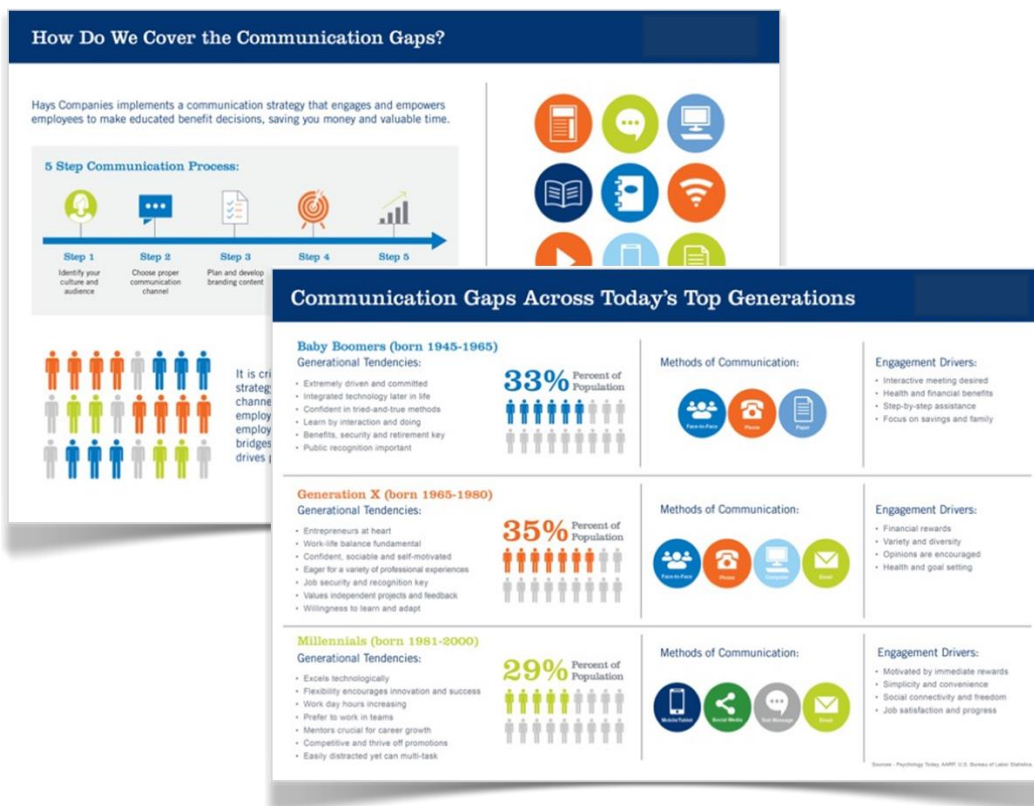 How Do We Cover the Communication Gaps?
Hays Companies implements a communication strategy that engages and empowers
employees to make educated benefit decisions, saving you money and valuable time.
5 Step Communication Process:
Step 1
Step 2
Step 3
Step 4
Step 5
Identify your
culture and
audience
Choose proper
communication
channel
Plan and develop
branding content
It is cri
strateg
channe
employ
employ
bridges
drives
Communication Gaps Across Today's Top Generations
Baby Boomers (born 1945-1965)
Generational Tendencies:
• Extremely driven and committed
• Integrated technology later in life
• Confident in tried-and-true methods
• Learn by interaction and doing
• Benefits, security and retirement key
• Public recognition important
33% Percent of
Population
Methods of Communication:
Face-to-Face
Phone
Paper
Engagement Drivers:
• Interactive meeting desired
• Health and financial benefits
• Step-by-step assistance
• Focus on savings and family
Generation X (born 1965-1980)
Generational Tendencies:
• Entrepreneurs at heart
• Work-life balance fundamental
• Confident, sociable and self-motivated
• Eager for a variety of professional experiences
• Job security and recognition key
• Values independent projects and feedback
• Willingness to learn and adapt
35% Percent of
Population
Methods of Communication:
Face-to-Face
Phone
Computer
Email
Engagement Drivers:
• Financial rewards
• Variety and diversity
• Opinions are encouraged
• Health and goal setting
Millennials (born 1981-2000)
Generational Tendencies:
• Excels technologically
• Flexibility encourages innovation and success
• Work day hours increasing
• Prefer to work in teams
• Mentors crucial for career growth
• Competitive and thrive off promotions
• Easily distracted yet can multi-task
29% Percent of
Population
Methods of Communication:
Mobile/Tablet
Social Media
Text Message
Email
Engagement Drivers:
• Motivated by immediate rewards
• Simplicity and convenience
• Social connectivity and freedom
• Job satisfaction and progress
Sources - Psychology Today, AARP, U.S. Bureau of Labor Statistics.